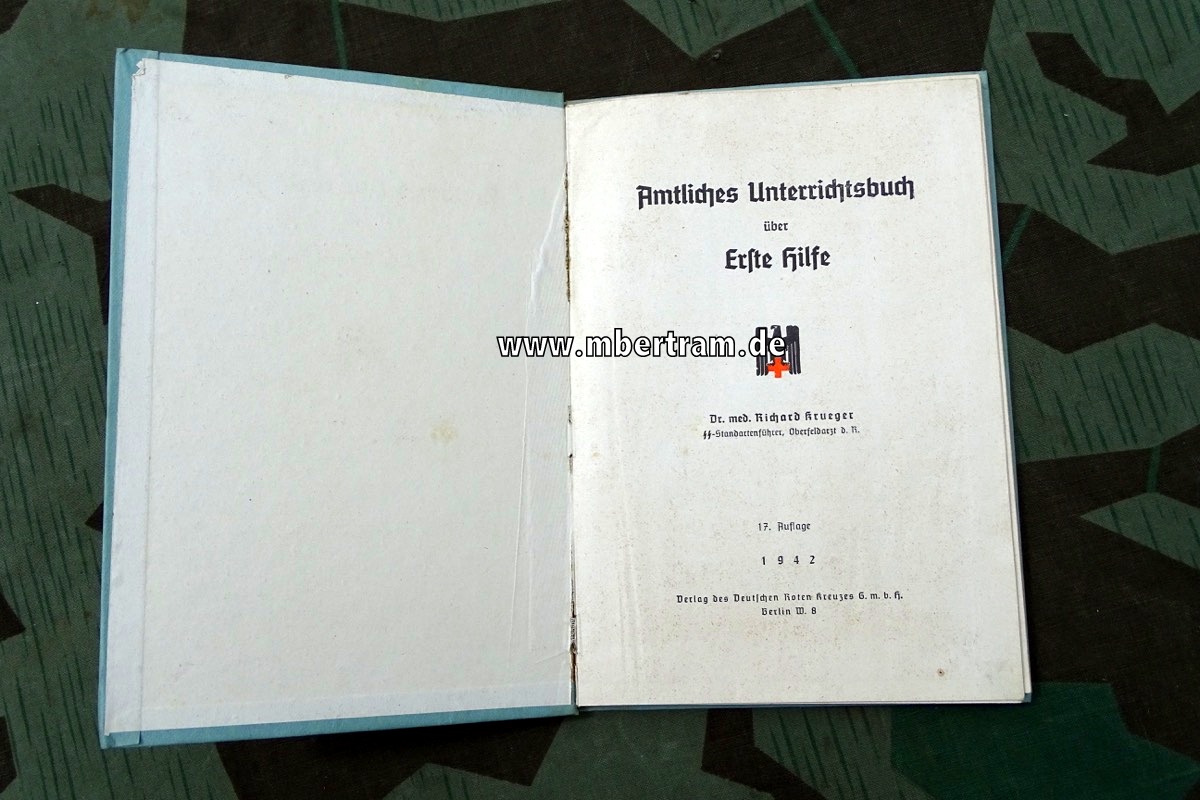 Amtliches Unterrichtsbuch
über
Erste Hilfe
www.mbertram.de
Dr. med. Richard Krueger
SS-Standartenführer, Oberfeldarzt d. R.
17. Auflage
1942
Verlag des Deutschen Roten Kreuzes G. m. b. H.
Berlin W. 8